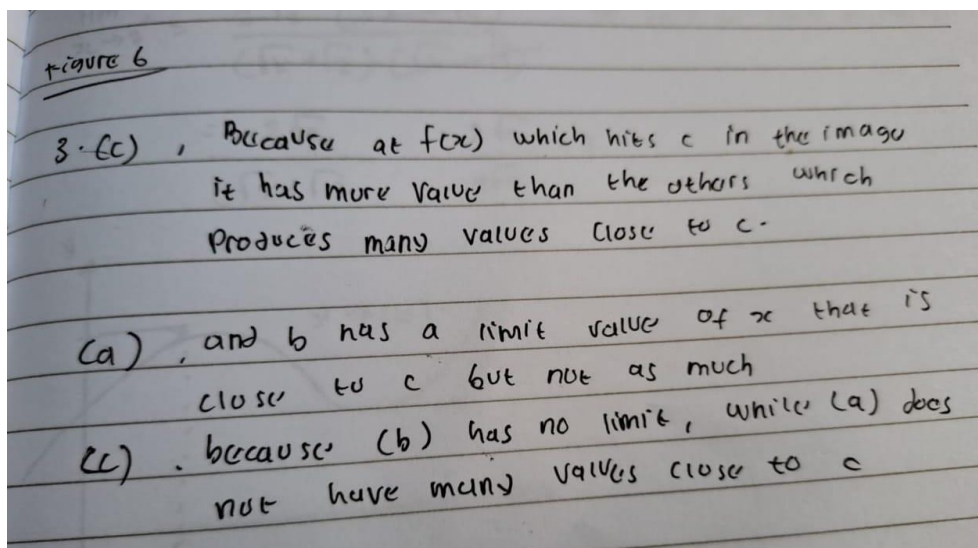 Figure 6
3. (c), Because at f(x) which hits c in the image
it has more value than the others which
produces many values close to c.
(a). and b has a limit value of x that is
close to c but not as much
(c). because (b) has no limit, while (a) does
not have many values close to c